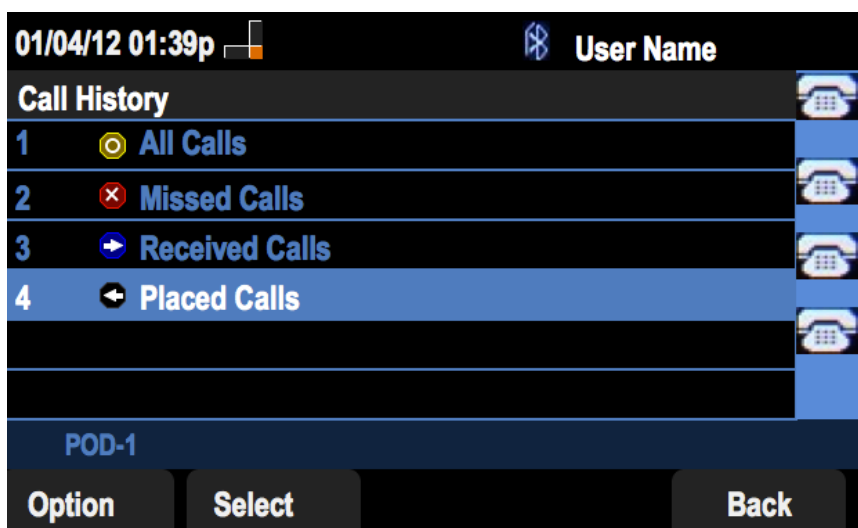 01/04/12 01:39p User Name
Call History
1 All Calls
2 Missed Calls
3 Received Calls
4 Placed Calls
POD-1
Option Select Back